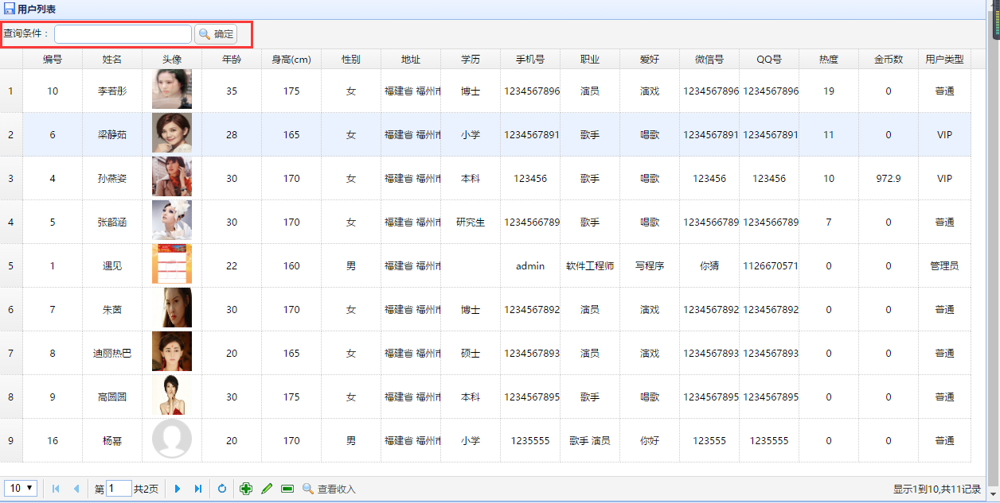 用户列表
查询条件： 确定
编号 姓名 头像 年龄 身高(cm) 性别 地址 学历 手机号 职业 爱好 微信号 QQ号 热度 金币数 用户类型
1 10 李若彤 35 175 女 福建省 福州市 博士 1234567896 演员 演戏 1234567896 1234567896 19 0 普通
2 6 梁静茹 28 165 女 福建省 福州市 小学 1234567891 歌手 唱歌 1234567891 1234567891 11 0 VIP
3 4 孙燕姿 30 170 女 福建省 福州市 本科 123456 歌手 唱歌 123456 123456 10 972.9 VIP
4 5 张韶涵 30 170 女 福建省 福州市 研究生 1234566789 歌手 唱歌 1234566789 1234566789 7 0 普通
5 1 遇见 22 160 男 福建省 福州市 admin 软件工程师 写程序 你猜 1126670571 0 0 管理员
6 7 朱茵 30 170 女 福建省 福州市 博士 1234567892 演员 演戏 1234567892 1234567892 0 0 普通
7 8 迪丽热巴 20 165 女 福建省 福州市 硕士 1234567893 演员 演戏 1234567893 1234567893 0 0 普通
8 9 高圆圆 30 175 女 福建省 福州市 本科 1234567895 歌手 唱歌 1234567895 1234567895 0 0 普通
9 16 杨幂 20 170 男 福建省 福州市 小学 1235555 歌手 演员 你好 123555 1235555 0 0 普通
10 第 1 共2页 查看收入 显示1到10,共11记录